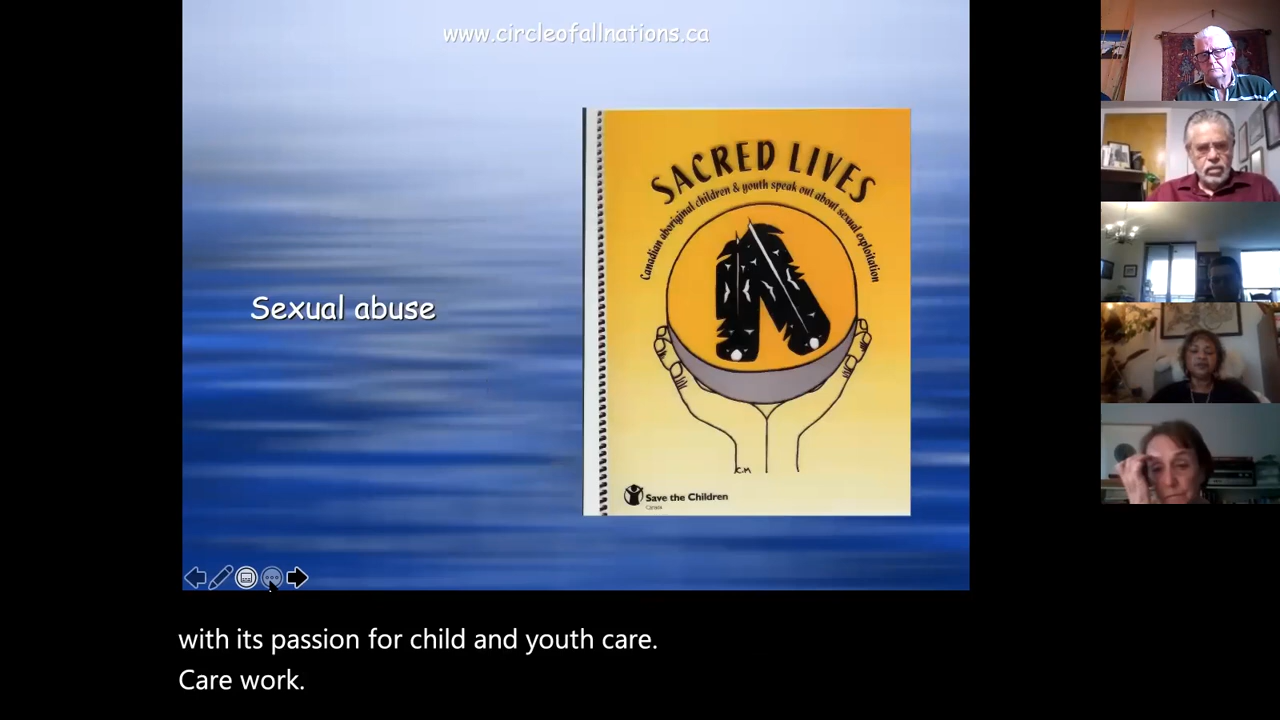 www.circleofallnations.ca
SACRED LIVES
Canadian aboriginal children & youth speak out about sexual exploitation
Sexual abuse
C.M
Save the Children
Canada
with its passion for child and youth care.
Care work.